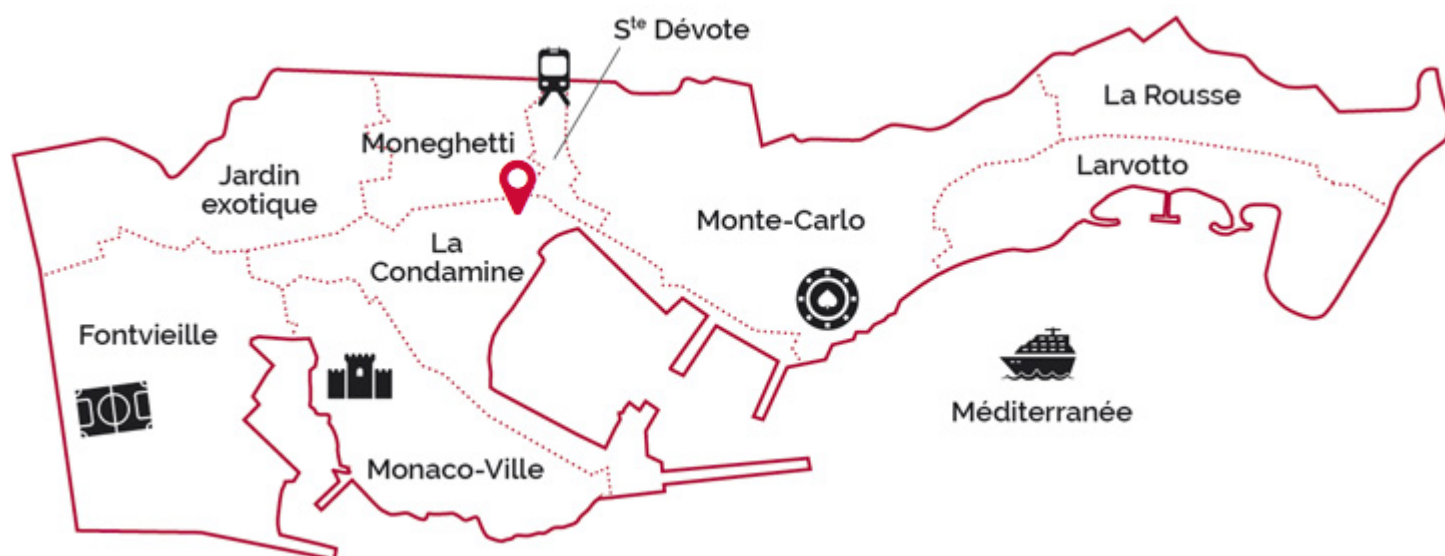 Sᵗᵉ Dévote
La Rousse
Moneghetti
Larvotto
Jardin
exotique
Monte-Carlo
La
Condamine
Fontvieille
Méditerranée
Monaco-Ville